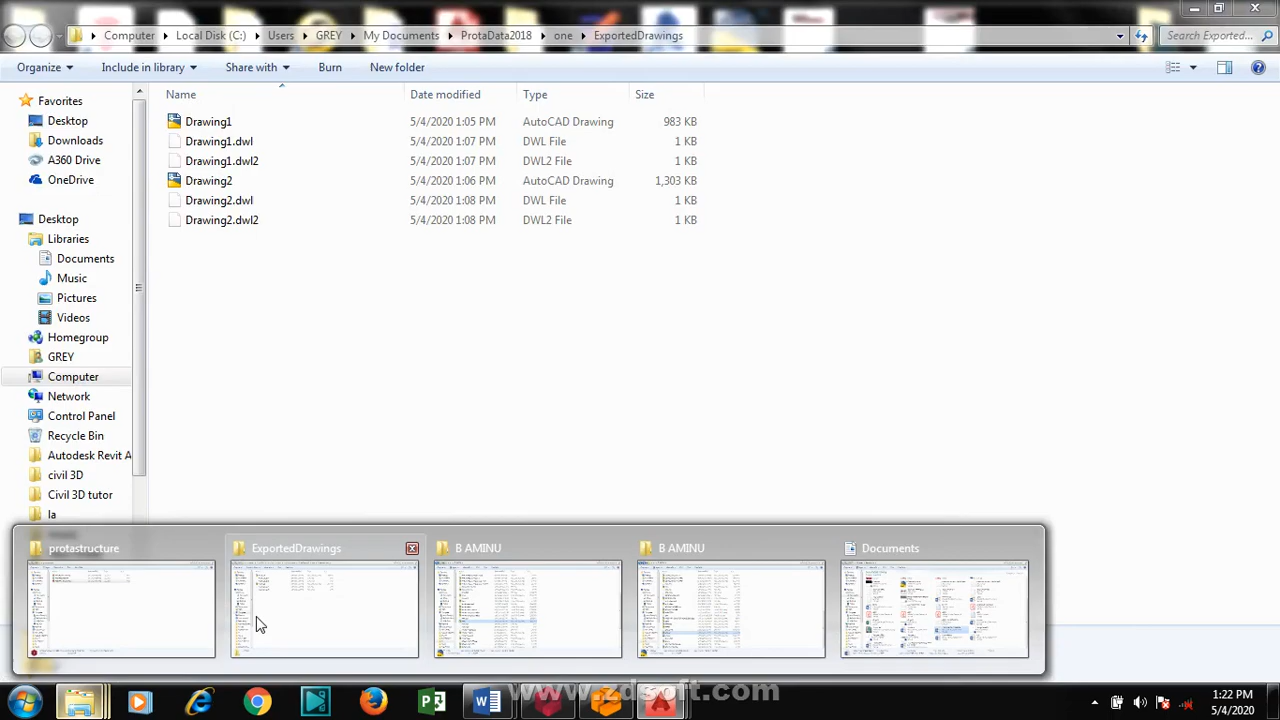 Computer Local Disk (C:) Users GREY My Documents ProtaData2018 one ExportedDrawings Search Exported...
Organize Include in library Share with Burn New folder
Name Date modified Type Size
Favorites
Desktop
Downloads
A360 Drive
OneDrive
Desktop
Libraries
Documents
Music
Pictures
Videos
Homegroup
GREY
Computer
Network
Control Panel
Recycle Bin
Autodesk Revit A
civil 3D
Civil 3D tutor
la
Drawing1 5/4/2020 1:05 PM AutoCAD Drawing 983 KB
Drawing1.dwl 5/4/2020 1:07 PM DWL File 1 KB
Drawing1.dwl2 5/4/2020 1:07 PM DWL2 File 1 KB
Drawing2 5/4/2020 1:06 PM AutoCAD Drawing 1,303 KB
Drawing2.dwl 5/4/2020 1:08 PM DWL File 1 KB
Drawing2.dwl2 5/4/2020 1:08 PM DWL2 File 1 KB
protastructure ExportedDrawings B AMINU B AMINU Documents
www.zdsoft.com
1:22 PM
5/4/2020